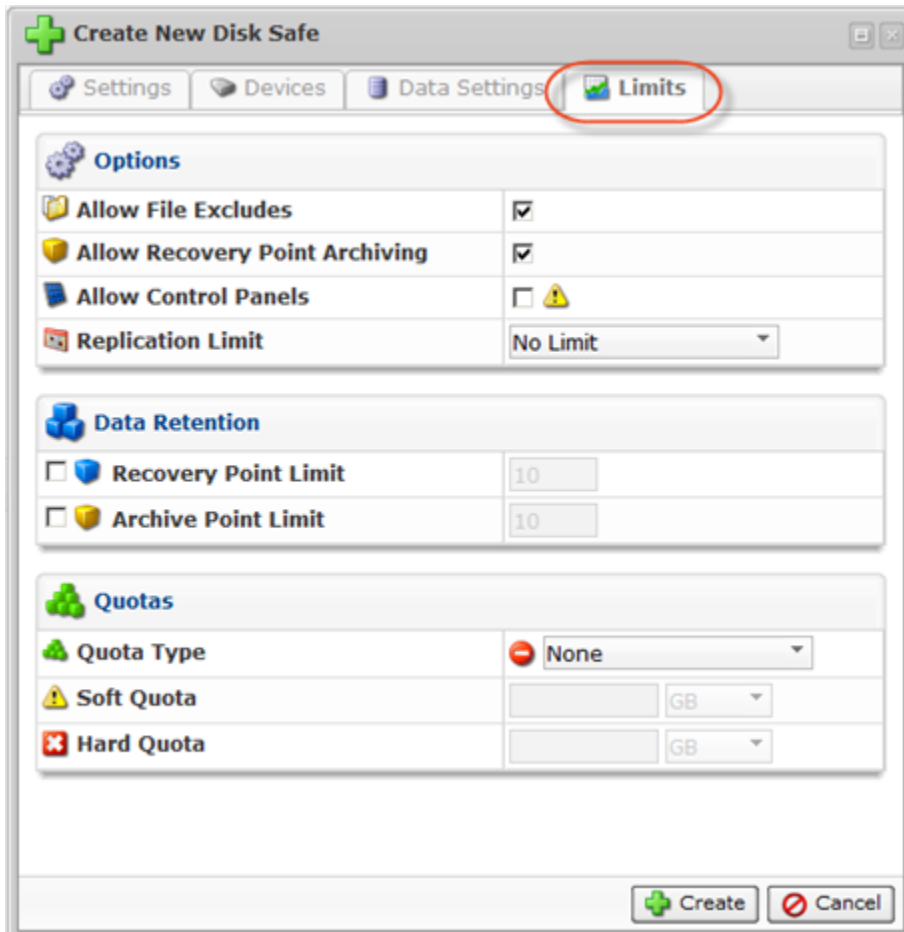 Create New Disk Safe
Settings Devices Data Settings Limits
Options
Allow File Excludes
Allow Recovery Point Archiving
Allow Control Panels
Replication Limit No Limit
Data Retention
Recovery Point Limit 10
Archive Point Limit 10
Quotas
Quota Type None
Soft Quota GB
Hard Quota GB
Create Cancel